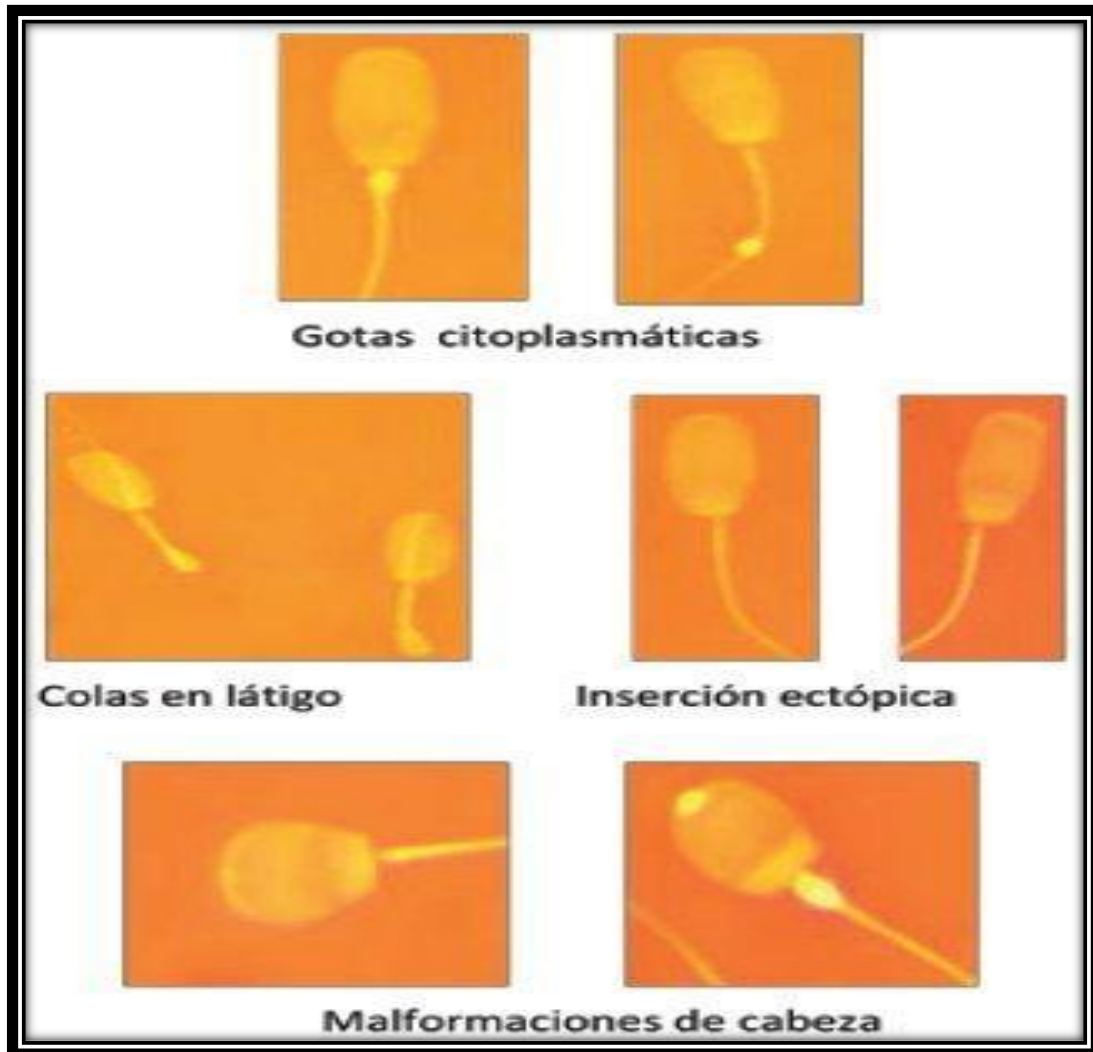 Gotas citoplasmáticas
Colas en látigo
Inserción ectópica
Malformaciones de cabeza